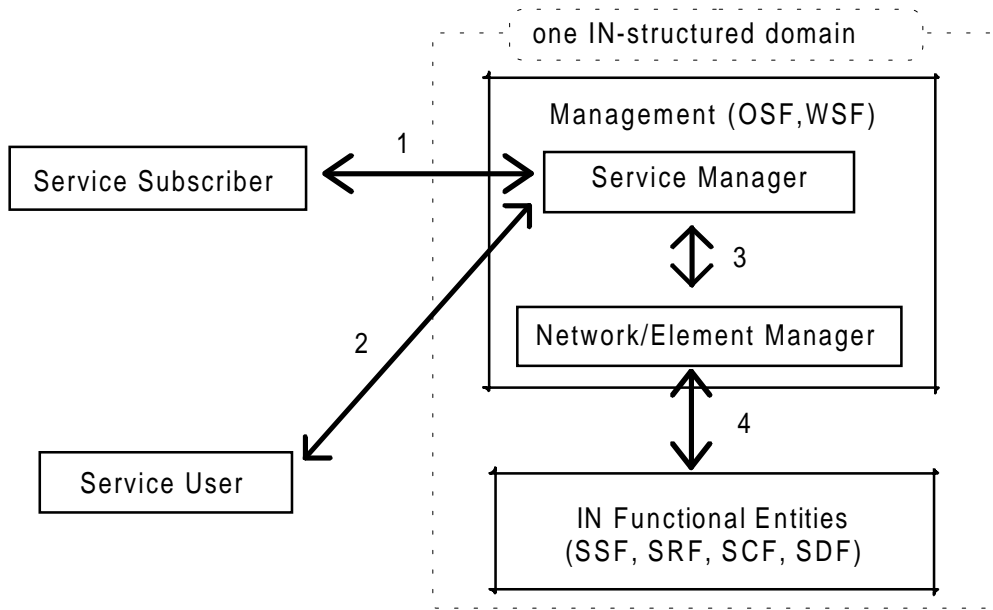 one IN-structured domain
Management (OSF,WSF)
1
Service Subscriber
Service Manager
3
2
Network/Element Manager
4
Service User
IN Functional Entities
(SSF, SRF, SCF, SDF)